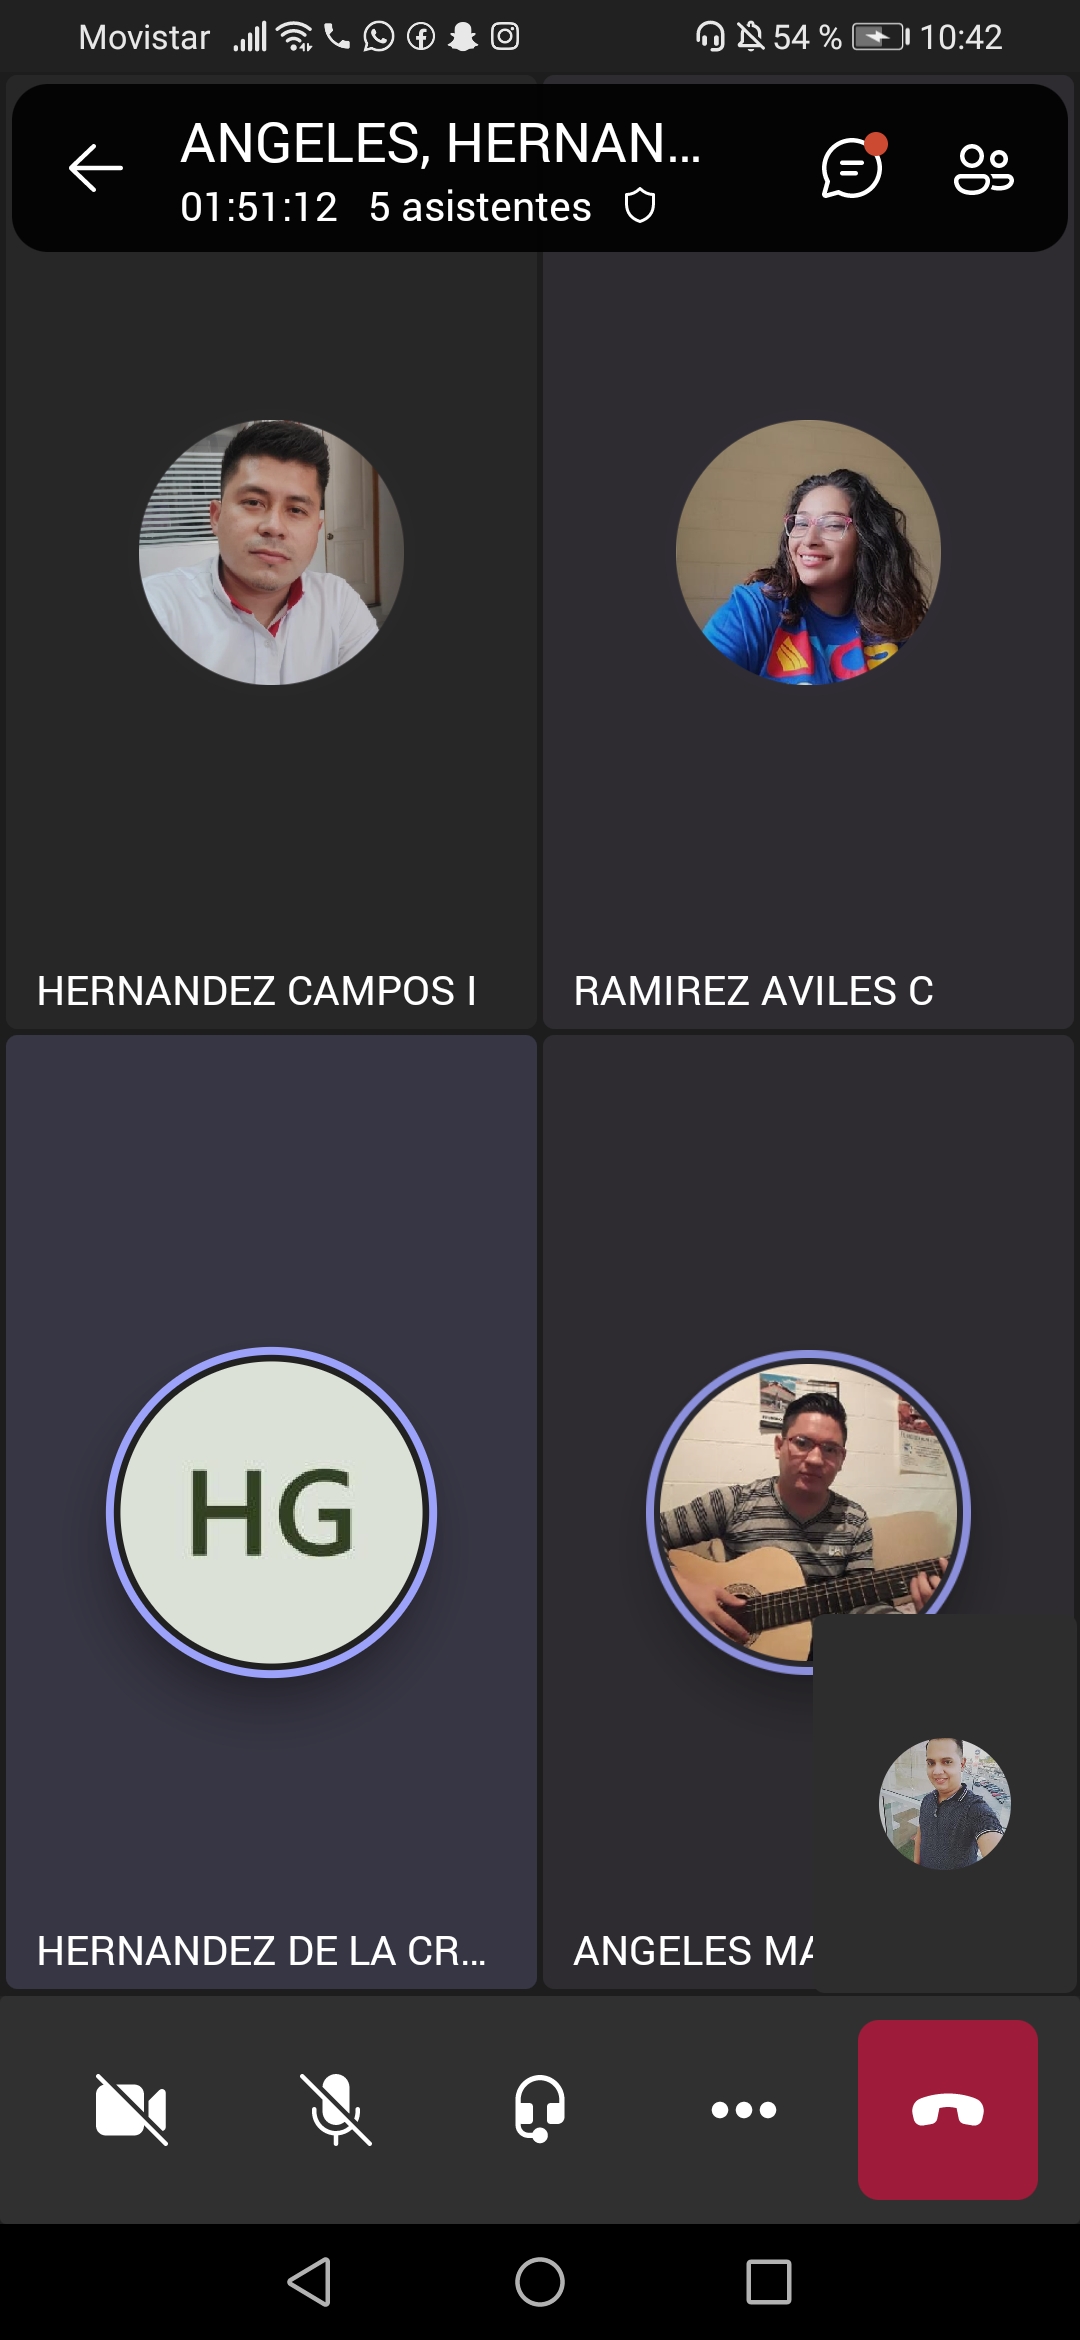 Movistar 54 % 10:42
ANGELES, HERNAN...
01:51:12 5 asistentes
HERNANDEZ CAMPOS I
RAMIREZ AVILES C
HG
HERNANDEZ DE LA CR...
ANGELES MA